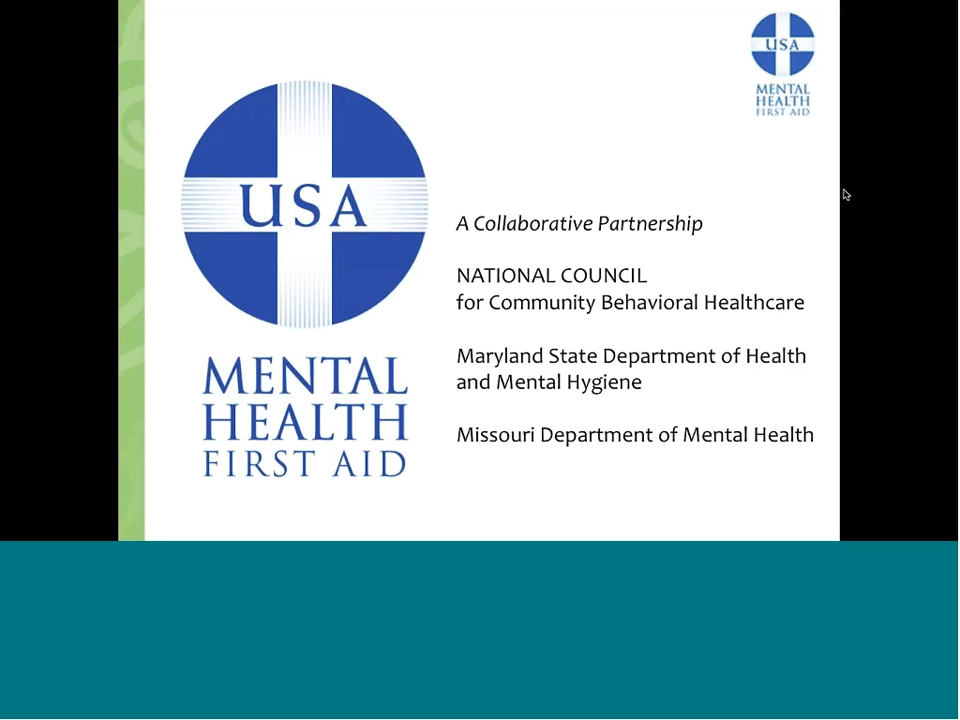 USA
MENTAL
HEALTH
FIRST AID
USA
MENTAL
HEALTH
FIRST AID
A Collaborative Partnership
NATIONAL COUNCIL
for Community Behavioral Healthcare
Maryland State Department of Health
and Mental Hygiene
Missouri Department of Mental Health